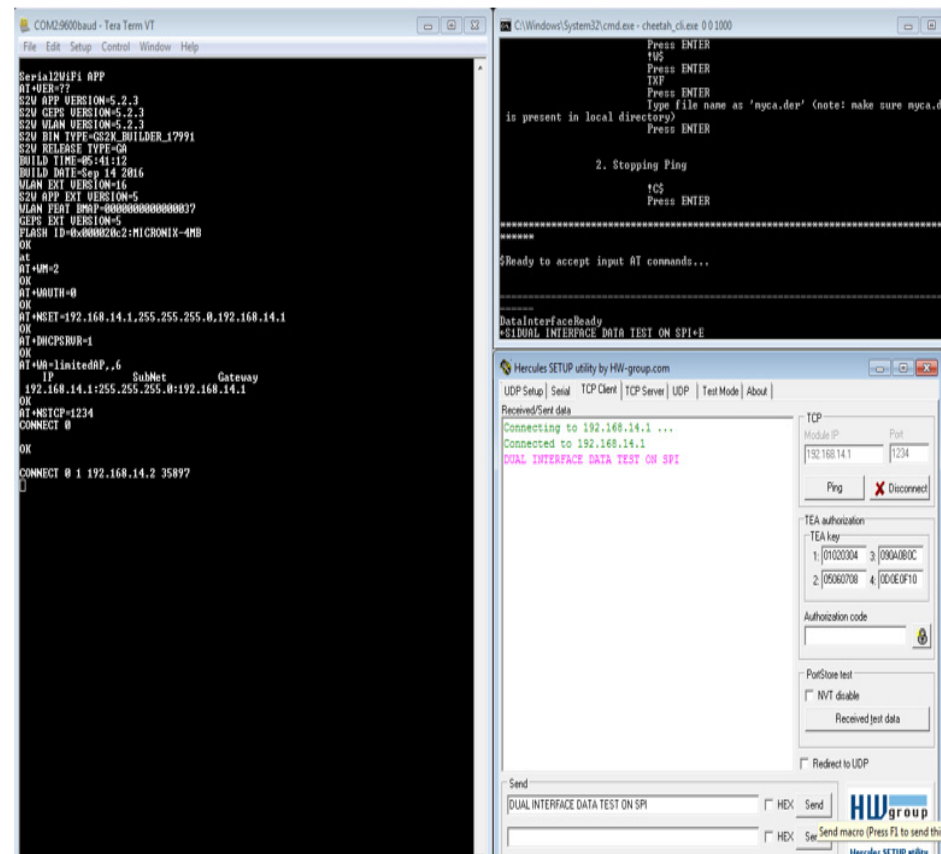 COM2:9600baud - Tera Term VT
File Edit Setup Control Window Help
Serial2WiFi APP
AT+VER=??
S2W APP VERSION=5.2.3
S2W GEPS VERSION=5.2.3
S2W WLAN VERSION=5.2.3
S2W BIN TYPE=GS2K_BUILDER_17991
S2W RELEASE TYPE=GA
BUILD TIME=05:41:12
BUILD DATE=Sep 14 2016
WLAN EXT VERSION=16
S2W APP EXT VERSION=5
WLAN FEAT BMAP=0000000000000037
GEPS EXT VERSION=5
FLASH ID=0x000020c2:MICRONIX-4MB
OK
at
AT+WM=2
OK
AT+WAUTH=0
OK
AT+NSET=192.168.14.1,255.255.255.0,192.168.14.1
OK
AT+DHCPSRVR=1
OK
AT+WA=limitedAP,,6
IP SubNet Gateway
192.168.14.1:255.255.255.0:192.168.14.1
OK
AT+NSTCP=1234
CONNECT 0
OK
CONNECT 0 1 192.168.14.2 35897
C:\Windows\System32\cmd.exe - cheetah_cli.exe 0 0 1000
Press ENTER
!W$
Press ENTER
TXF
Press ENTER
Type file name as 'myca.der' (note: make sure myca.d
is present in local directory)
Press ENTER
2. Stopping Ping
!C$
Press ENTER
********************************************************************************
******
$Ready to accept input AT commands...
DataInterfaceReady
←S1DUAL INTERFACE DATA TEST ON SPI←E
Hercules SETUP utility by HW-group.com
UDP Setup Serial TCP Client TCP Server UDP Test Mode About
Received/Sent data
Connecting to 192.168.14.1 ...
Connected to 192.168.14.1
DUAL INTERFACE DATA TEST ON SPI
TCP
Module IP Port
192.168.14.1 1234
Ping Disconnect
TEA authorization
TEA key
1: 01020304 3: 090A0B0C
2: 05060708 4: 0D0E0F10
Authorization code
PortStore test
NVT disable
Received test data
Redirect to UDP
Send
DUAL INTERFACE DATA TEST ON SPI HEX Send
HWgroup
HEX Send macro (Press F1 to send thi
Hercules SETUP utility